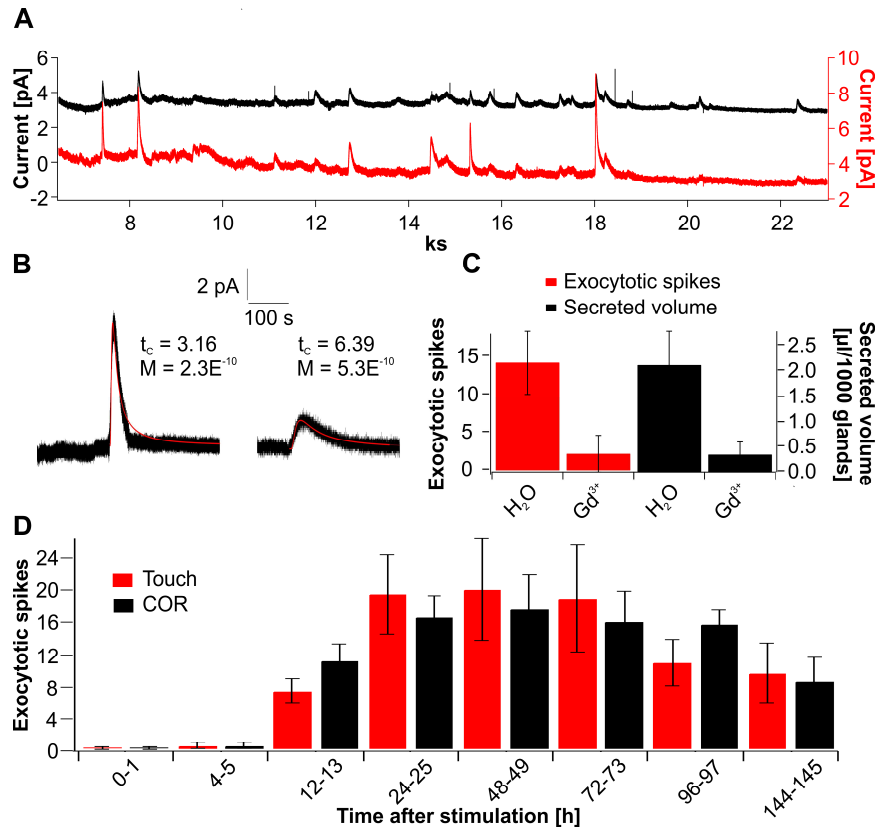 A
Current [pA]
6
4
2
0
-2
10
8
6
4
2
Current [pA]
8
10
12
14
16
18
20
22
ks
B
2 pA
100 s
tc = 3.16
M = 2.3E-10
tc = 6.39
M = 5.3E-10
C
Exocytotic spikes
Secreted volume
Exocytotic spikes
15
10
5
0
2.5
2.0
1.5
1.0
0.5
0.0
Secreted volume
[µl/1000 glands]
H2O
Gd3+
H2O
Gd3+
D
Exocytotic spikes
24
20
16
12
8
4
0
Touch
COR
0-1
4-5
12-13
24-25
48-49
72-73
96-97
144-145
Time after stimulation [h]